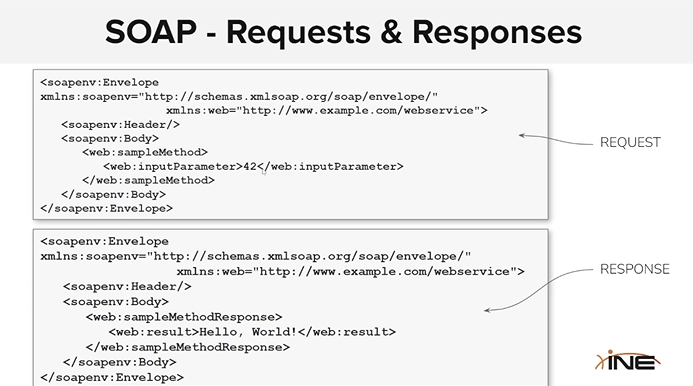 SOAP - Requests & Responses
<soapenv:Envelope
xmlns:soapenv="http://schemas.xmlsoap.org/soap/envelope/"
                  xmlns:web="http://www.example.com/webservice">
   <soapenv:Header/>
   <soapenv:Body>
      <web:sampleMethod>
         <web:inputParameter>42</web:inputParameter>
      </web:sampleMethod>
   </soapenv:Body>
</soapenv:Envelope>
REQUEST
<soapenv:Envelope
xmlns:soapenv="http://schemas.xmlsoap.org/soap/envelope/"
                  xmlns:web="http://www.example.com/webservice">
   <soapenv:Header/>
   <soapenv:Body>
      <web:sampleMethodResponse>
         <web:result>Hello, World!</web:result>
      </web:sampleMethodResponse>
   </soapenv:Body>
</soapenv:Envelope>
RESPONSE
INE